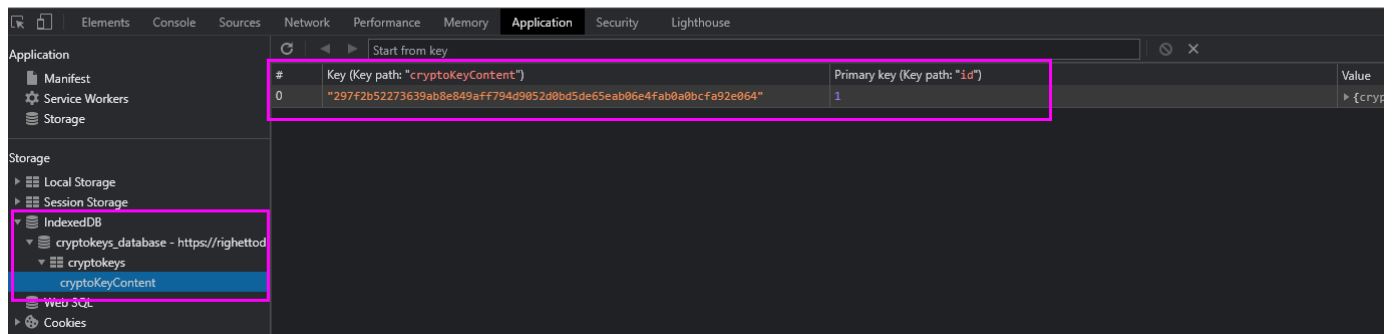 Elements Console Sources Network Performance Memory Application Security Lighthouse
Application
Manifest
Service Workers
Storage
Storage
Local Storage
Session Storage
IndexedDB
cryptokeys_database - https://righettod
cryptokeys
cryptoKeyContent
Web SQL
Cookies
Start from key
# Key (Key path: "cryptoKeyContent") Primary key (Key path: "id") Value
0 "297f2b52273639ab8e849aff794d9052d0bd5de65eab06e4fab0a0bcfa92e064" 1 {cryp